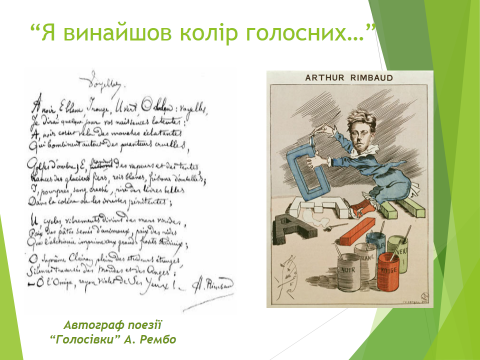 “Я винайшов колір голосних…”
Voyelles
A noir, E blanc, I rouge, U vert, O bleu : voyelles,
Je dirai quelque jour vos naissances latentes :
A, noir corset velu des mouches éclatantes
Qui bombinent autour des puanteurs cruelles,
Golfes d'ombre ; E, candeurs des vapeurs et des tentes,
Lances des glaciers fiers, rois blancs, frissons d'ombelles ;
I, pourpres, sang craché, rire des lèvres belles
Dans la colère ou les ivresses pénitentes ;
U, cycles, vibrements divins des mers virides,
Paix des pâtis semés d'animaux, paix des rides
Que l'alchimie imprime aux grands fronts studieux ;
O, suprême Clairon plein des strideurs étranges,
Silences traversés des Mondes et des Anges :
— O l'Oméga, rayon violet de Ses Yeux ! — A. Rimbaud
Автограф поезії
“Голосівки” А. Рембо
ARTHUR RIMBAUD
A
E
I
U
NOIR
BLANC
ROUGE
VERT